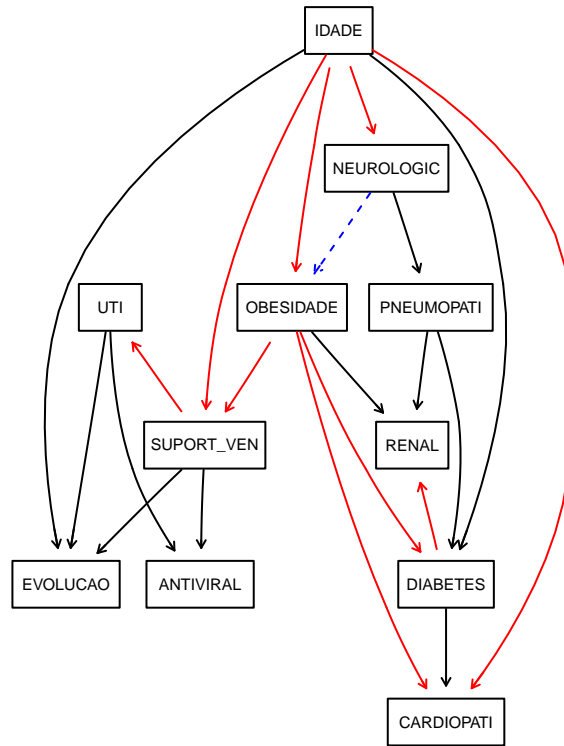 IDADE
NEUROLOGIC
UTI
OBESIDADE
PNEUMOPATI
SUPORT_VEN
RENAL
EVOLUCAO
ANTIVIRAL
DIABETES
CARDIOPATI